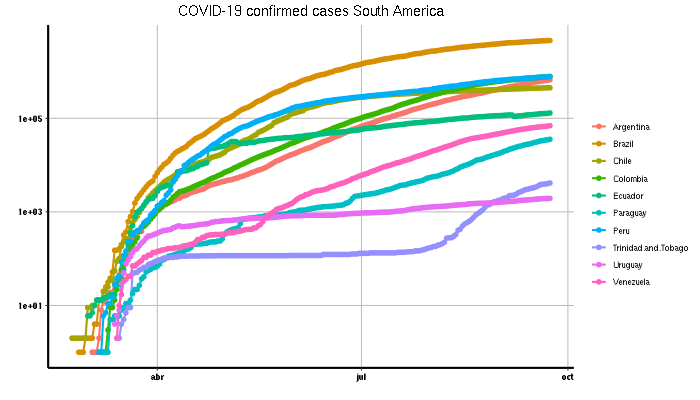 COVID-19 confirmed cases South America
1e+05
1e+03
1e+01
abr
jul
oct
Argentina
Brazil
Chile
Colombia
Ecuador
Paraguay
Peru
Trinidad.and.Tobago
Uruguay
Venezuela